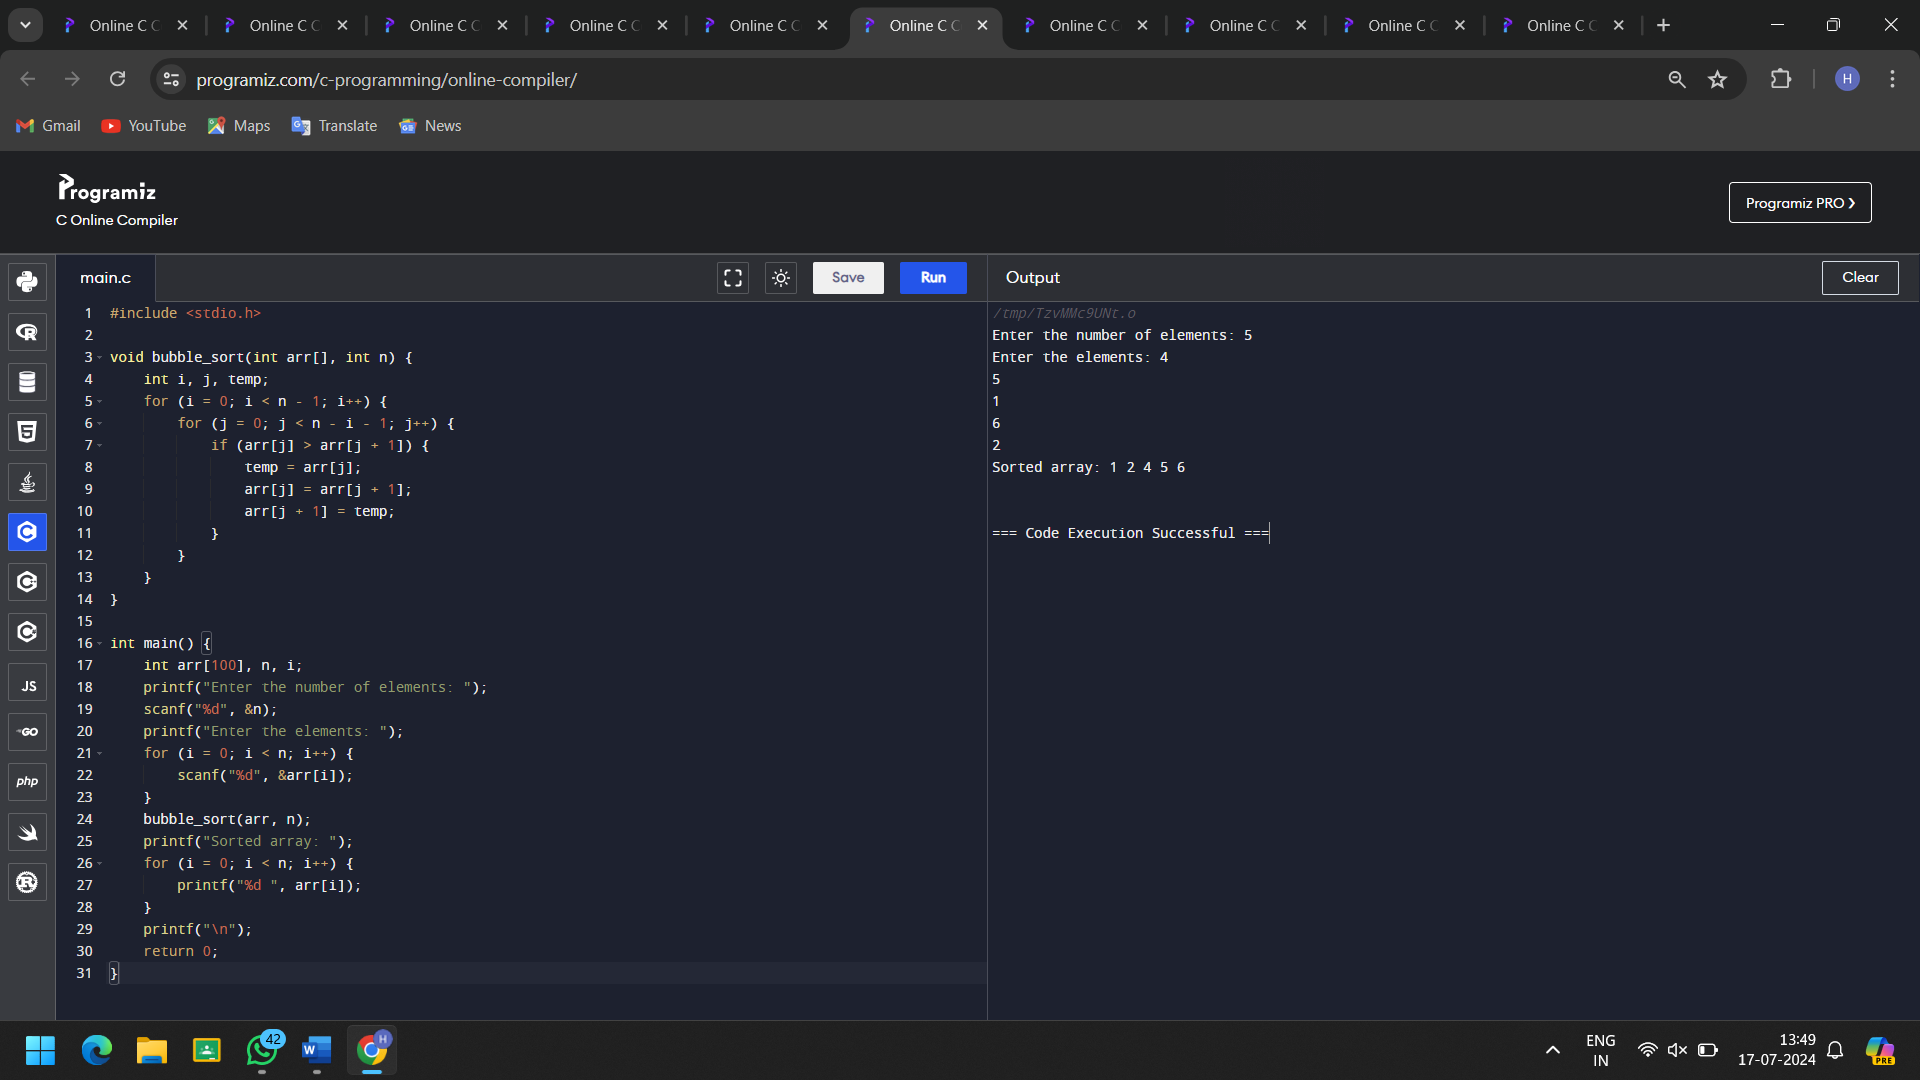 Online C C
Online C C
Online C C
Online C C
Online C C
Online C C
Online C C
Online C C
Online C C
Online C C
programiz.com/c-programming/online-compiler/
H
Gmail
YouTube
Maps
Translate
News
Programiz
C Online Compiler
Programiz PRO ❯
main.c
Save
Run
Output
Clear
1 #include <stdio.h>
2
3 void bubble_sort(int arr[], int n) {
4     int i, j, temp;
5     for (i = 0; i < n - 1; i++) {
6         for (j = 0; j < n - i - 1; j++) {
7             if (arr[j] > arr[j + 1]) {
8                 temp = arr[j];
9                 arr[j] = arr[j + 1];
10                 arr[j + 1] = temp;
11             }
12         }
13     }
14 }
15
16 int main() {
17     int arr[100], n, i;
18     printf("Enter the number of elements: ");
19     scanf("%d", &n);
20     printf("Enter the elements: ");
21     for (i = 0; i < n; i++) {
22         scanf("%d", &arr[i]);
23     }
24     bubble_sort(arr, n);
25     printf("Sorted array: ");
26     for (i = 0; i < n; i++) {
27         printf("%d ", arr[i]);
28     }
29     printf("\n");
30     return 0;
31 }
/tmp/TzvMMc9UNt.o
Enter the number of elements: 5
Enter the elements: 4
5
1
6
2
Sorted array: 1 2 4 5 6
=== Code Execution Successful ===
JS
GO
php
42
W
H
ENG
IN
13:49
17-07-2024
PRE